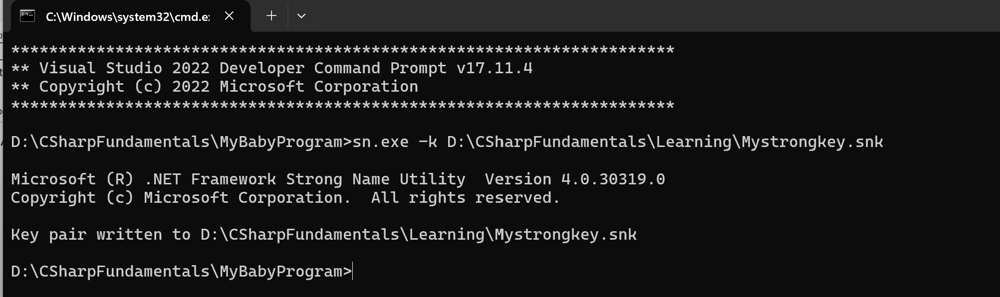 C:\Windows\system32\cmd.e
**********************************************************************
** Visual Studio 2022 Developer Command Prompt v17.11.4
** Copyright (c) 2022 Microsoft Corporation
**********************************************************************
D:\CSharpFundamentals\MyBabyProgram>sn.exe -k D:\CSharpFundamentals\Learning\Mystrongkey.snk
Microsoft (R) .NET Framework Strong Name Utility  Version 4.0.30319.0
Copyright (c) Microsoft Corporation.  All rights reserved.
Key pair written to D:\CSharpFundamentals\Learning\Mystrongkey.snk
D:\CSharpFundamentals\MyBabyProgram>